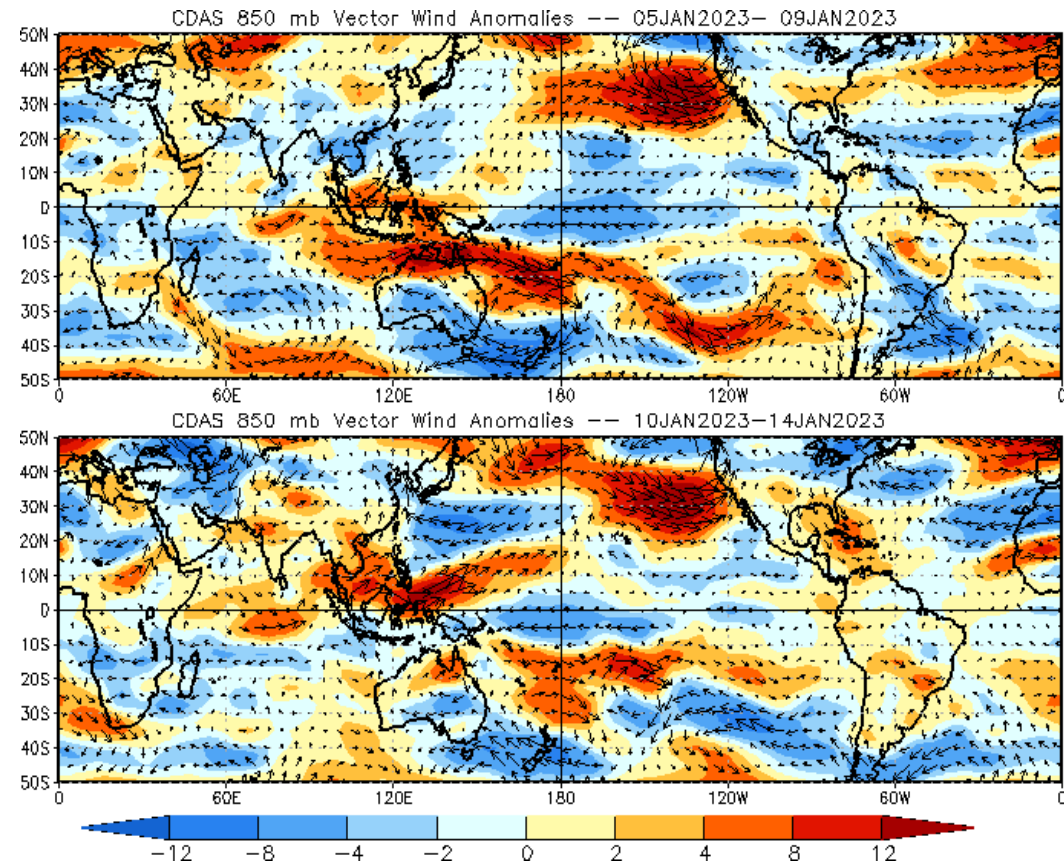 CDAS 850 mb Vector Wind Anomalies -- 05JAN2023- 09JAN2023
50N
40N
30N
20N
10N
0
10S
20S
30S
40S
50S
0 60E 120E 180 120W 60W 0
CDAS 850 mb Vector Wind Anomalies -- 10JAN2023-14JAN2023
50N
40N
30N
20N
10N
0
10S
20S
30S
40S
50S
0 60E 120E 180 120W 60W 0
-12 -8 -4 -2 0 2 4 8 12